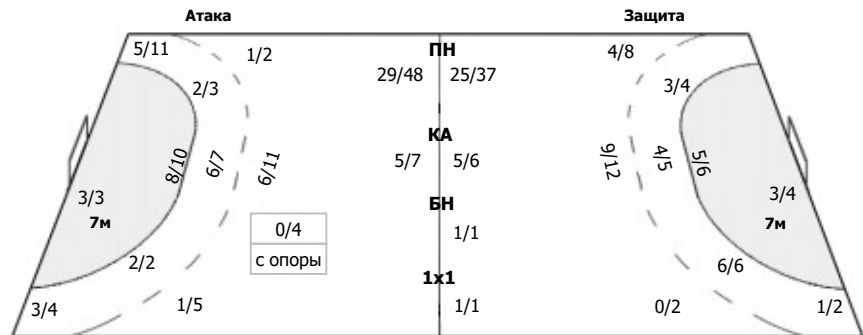 Атака Защита
5/11 1/2 ПН 4/8
29/48 25/37
2/3 3/4
КА
8/10 6/7 6/11 5/7 5/6 9/12 4/5 5/6
3/3 БН 3/4
7м 0/4 1/1 7м
с опоры
2/2 6/6
1х1
3/4 1/5 1/1 0/2 1/2